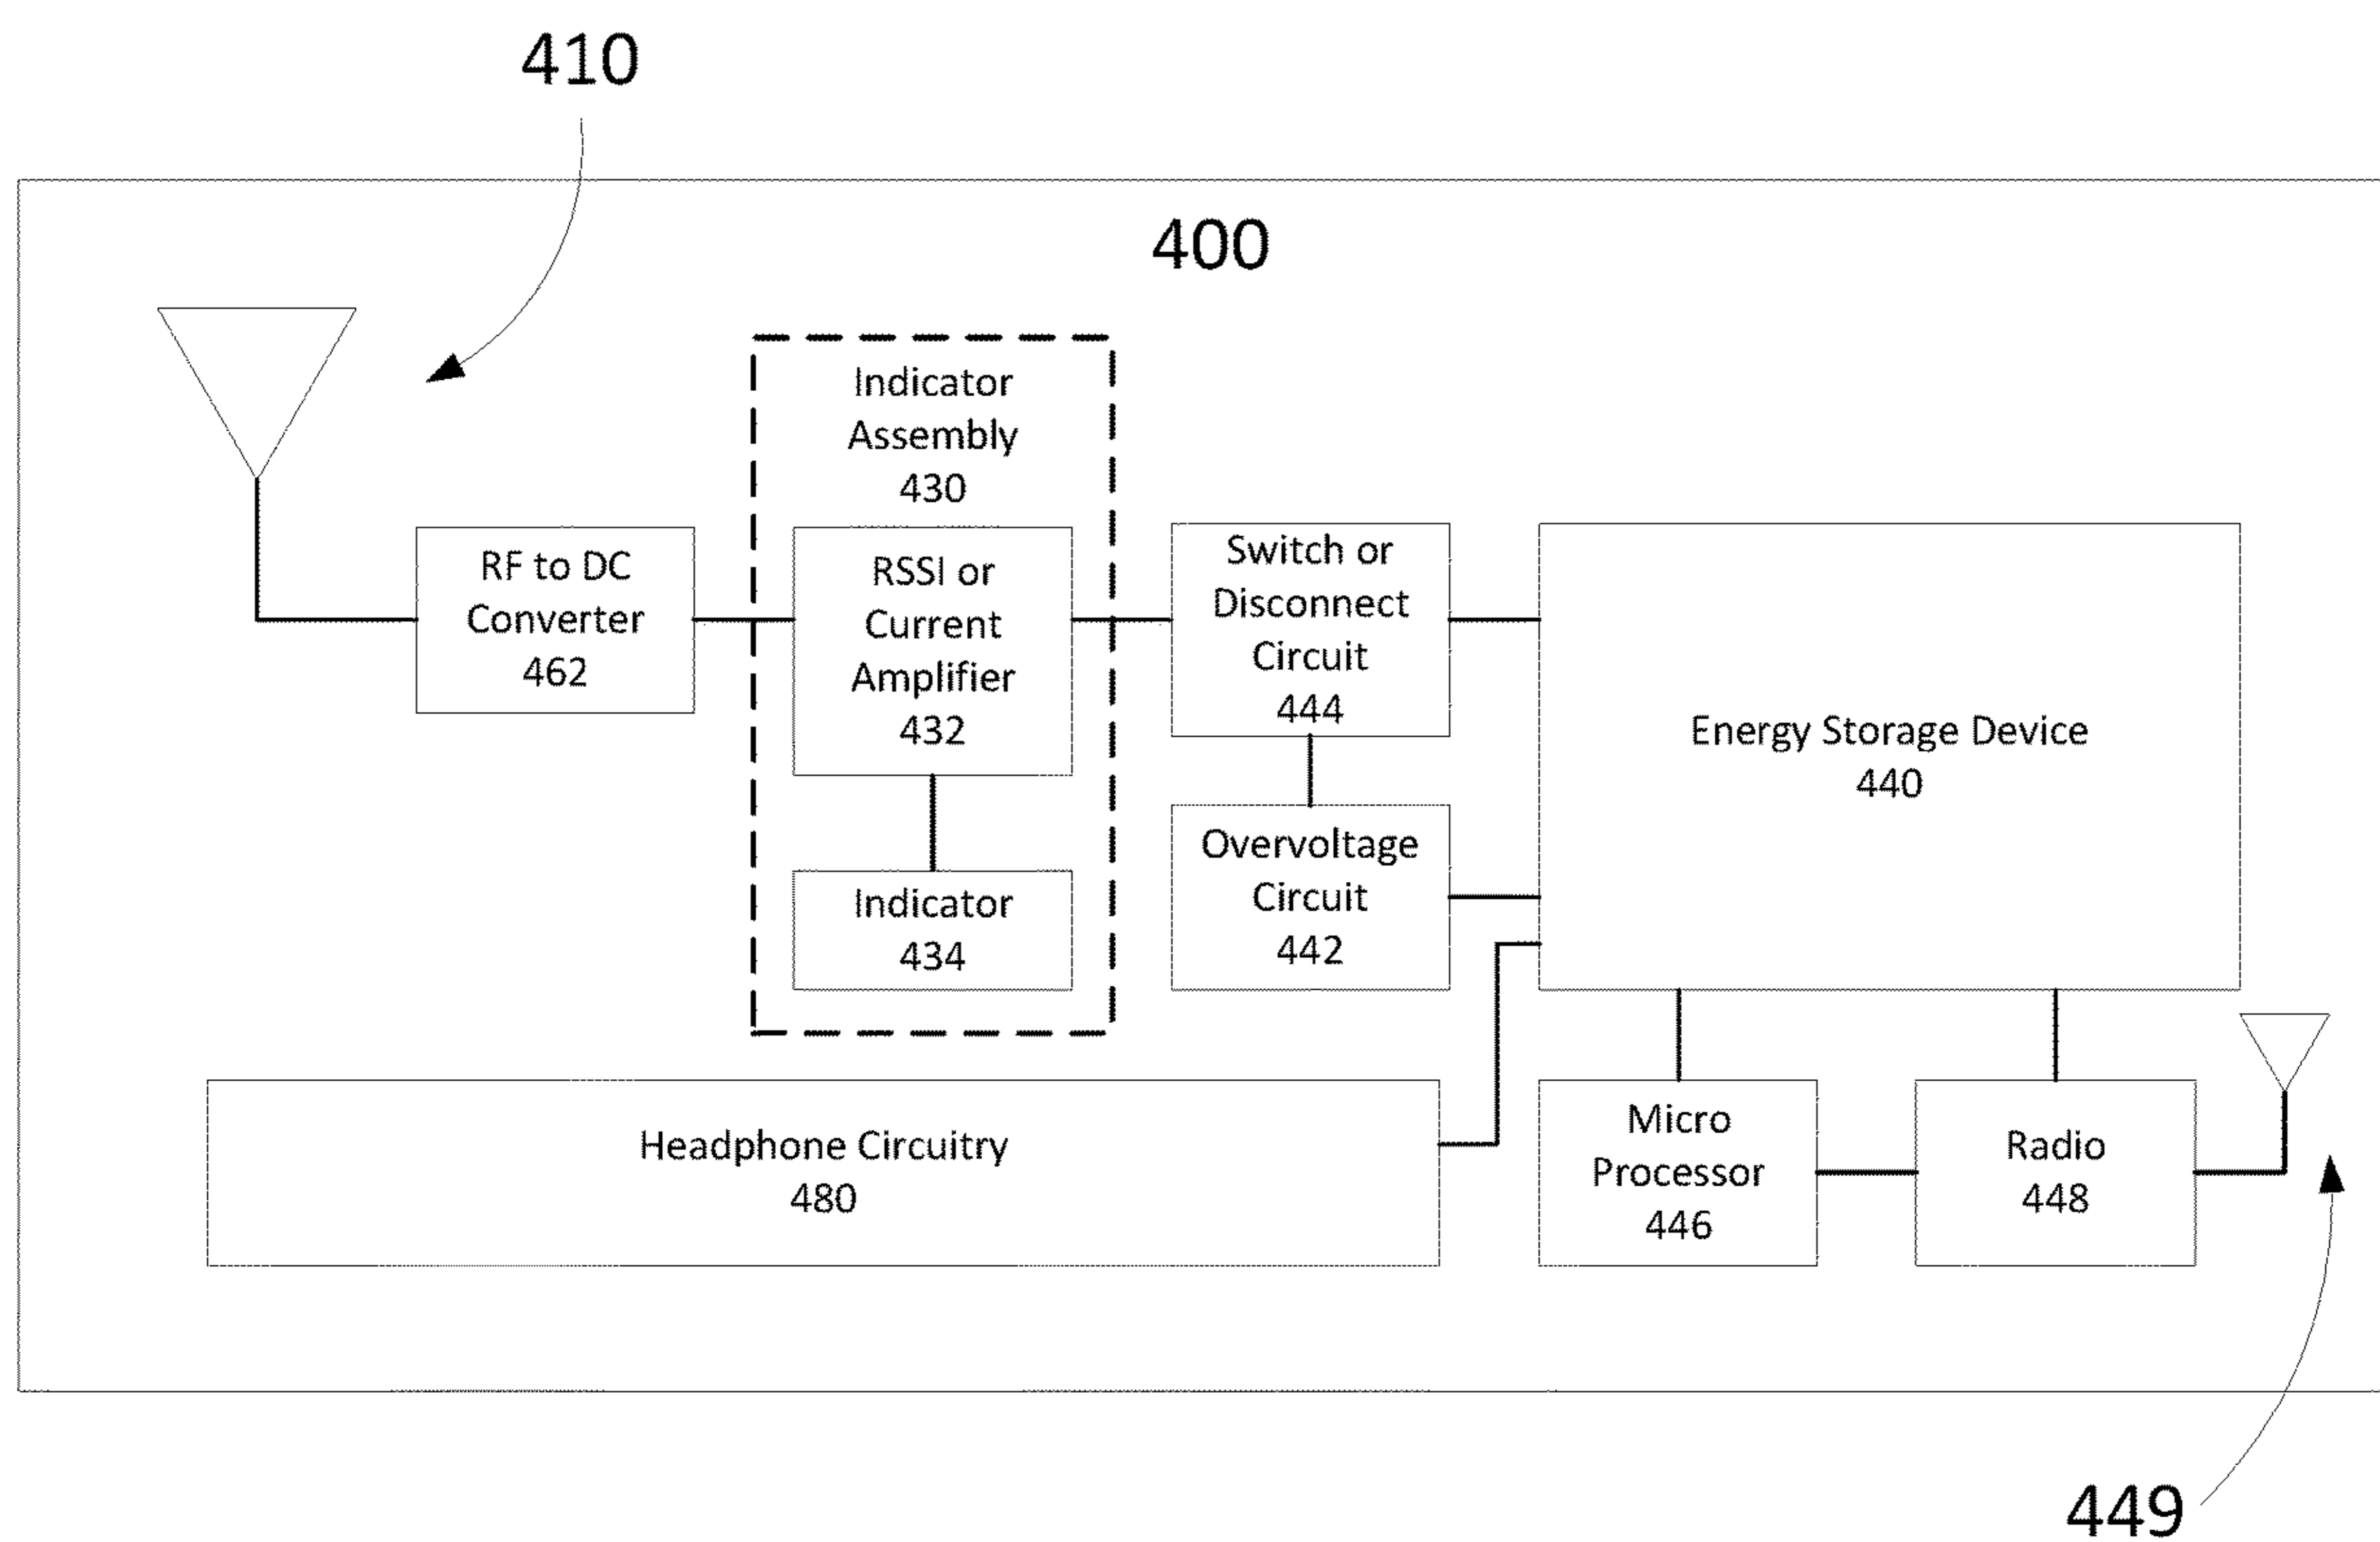 410
400
Indicator
Assembly
430
RF to DC
Converter
462
RSSI or
Current
Amplifier
432
Switch or
Disconnect
Circuit
444
Energy Storage Device
440
Indicator
434
Overvoltage
Circuit
442
Headphone Circuitry
480
Micro
Processor
446
Radio
448
449